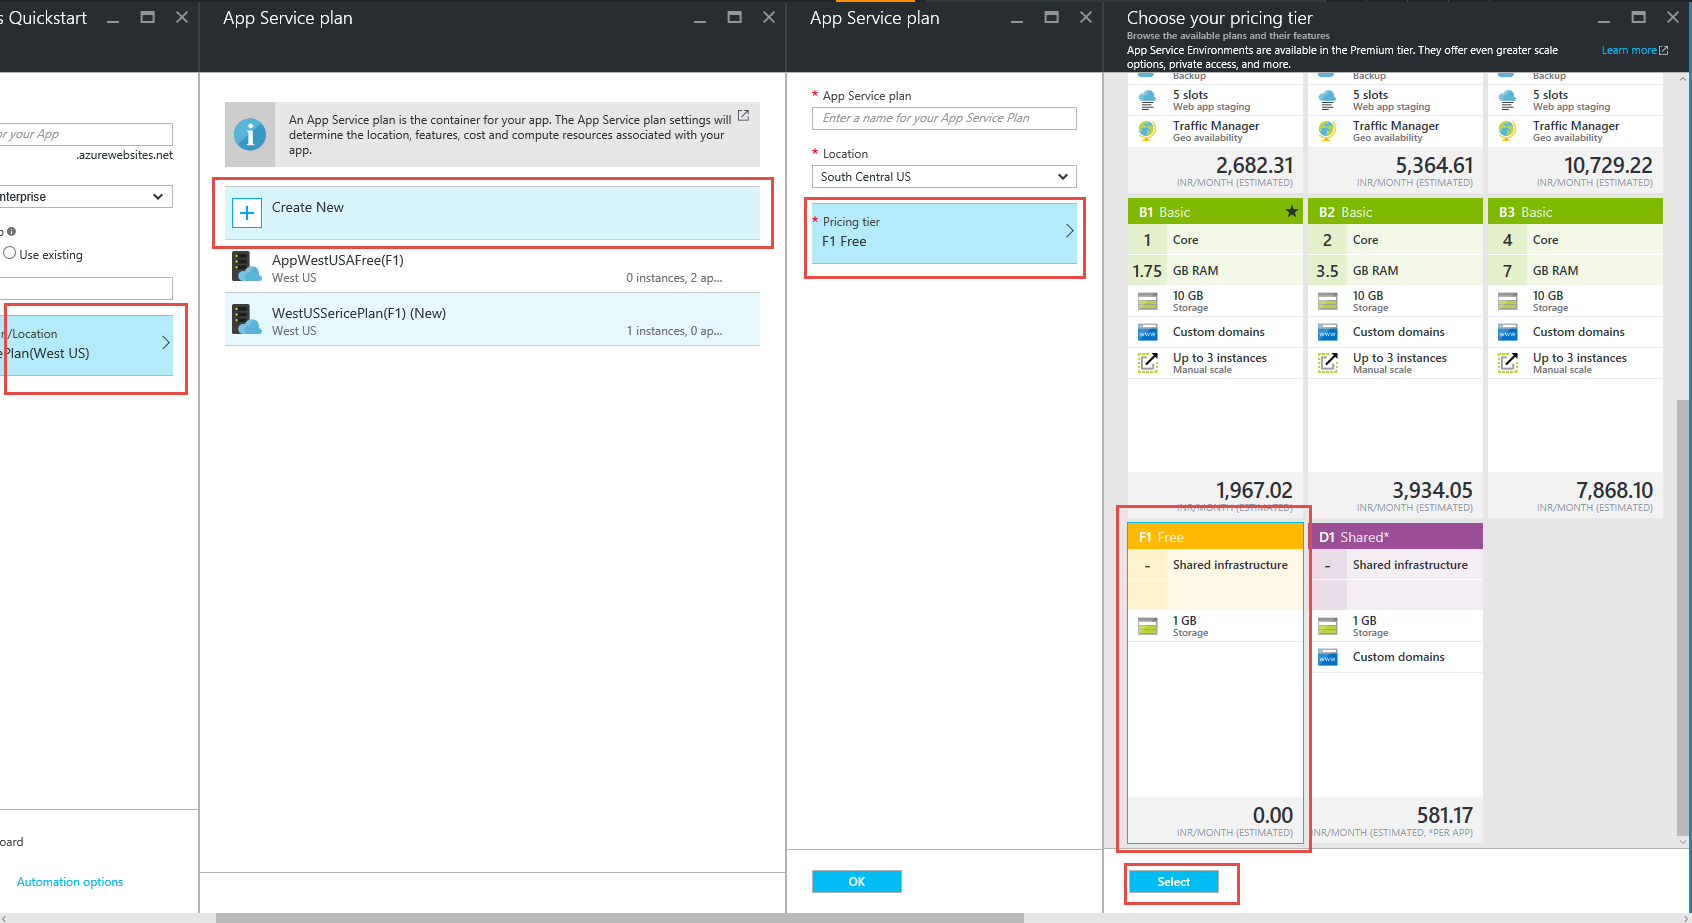 s Quickstart
or your App
.azurewebsites.net
nterprise
Use existing
n/Location
ePlan(West US)
oard
Automation options
App Service plan
An App Service plan is the container for your app. The App Service plan settings will
determine the location, features, cost and compute resources associated with your
app.
Create New
AppWestUSAFree(F1)
West US
0 instances, 2 ap...
WestUSSericePlan(F1) (New)
West US
1 instances, 0 ap...
App Service plan
* App Service plan
Enter a name for your App Service Plan
* Location
South Central US
* Pricing tier
F1 Free
OK
Choose your pricing tier
Browse the available plans and their features
App Service Environments are available in the Premium tier. They offer even greater scale
options, private access, and more.
Learn more
Backup Backup Backup
5 slots 5 slots 5 slots
Web app staging Web app staging Web app staging
Traffic Manager Traffic Manager Traffic Manager
Geo availability Geo availability Geo availability
2,682.31 5,364.61 10,729.22
INR/MONTH (ESTIMATED) INR/MONTH (ESTIMATED) INR/MONTH (ESTIMATED)
B1 Basic ★ B2 Basic B3 Basic
1 Core 2 Core 4 Core
1.75 GB RAM 3.5 GB RAM 7 GB RAM
10 GB 10 GB 10 GB
Storage Storage Storage
www Custom domains www Custom domains www Custom domains
Up to 3 instances Up to 3 instances Up to 3 instances
Manual scale Manual scale Manual scale
1,967.02 3,934.05 7,868.10
INR/MONTH (ESTIMATED) INR/MONTH (ESTIMATED) INR/MONTH (ESTIMATED)
F1 Free D1 Shared*
- Shared infrastructure - Shared infrastructure
1 GB 1 GB
Storage Storage
www Custom domains
0.00 581.17
INR/MONTH (ESTIMATED) INR/MONTH (ESTIMATED, *PER APP)
Select